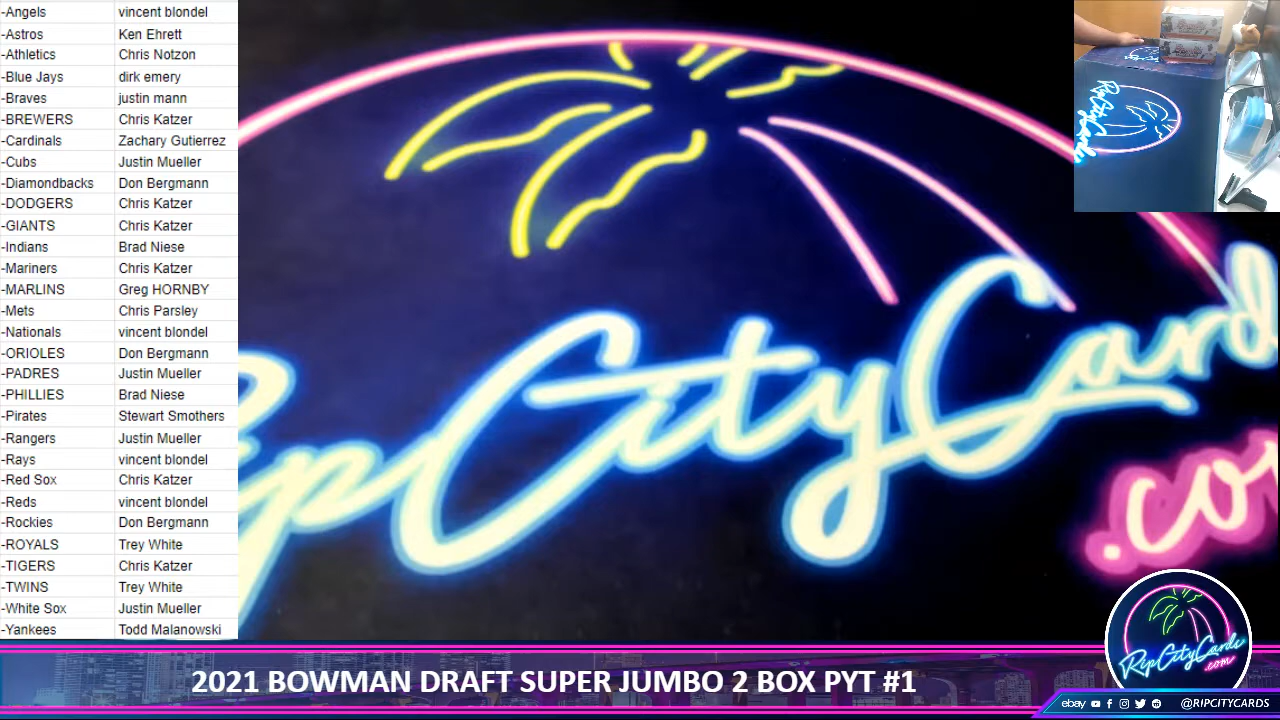 -Angels vincent blondel
-Astros Ken Ehrett
-Athletics Chris Notzon
-Blue Jays dirk emery
-Braves justin mann
-BREWERS Chris Katzer
-Cardinals Zachary Gutierrez
-Cubs Justin Mueller
-Diamondbacks Don Bergmann
-DODGERS Chris Katzer
-GIANTS Chris Katzer
-Indians Brad Niese
-Mariners Chris Katzer
-MARLINS Greg HORNBY
-Mets Chris Parsley
-Nationals vincent blondel
-ORIOLES Don Bergmann
-PADRES Justin Mueller
-PHILLIES Brad Niese
-Pirates Stewart Smothers
-Rangers Justin Mueller
-Rays vincent blondel
-Red Sox Chris Katzer
-Reds vincent blondel
-Rockies Don Bergmann
-ROYALS Trey White
-TIGERS Chris Katzer
-TWINS Trey White
-White Sox Justin Mueller
-Yankees Todd Malanowski
RipCityCards
ipCityCards
.co
RipCityCards
.com
2021 BOWMAN DRAFT SUPER JUMBO 2 BOX PYT #1
ebay @RIPCITYCARDS